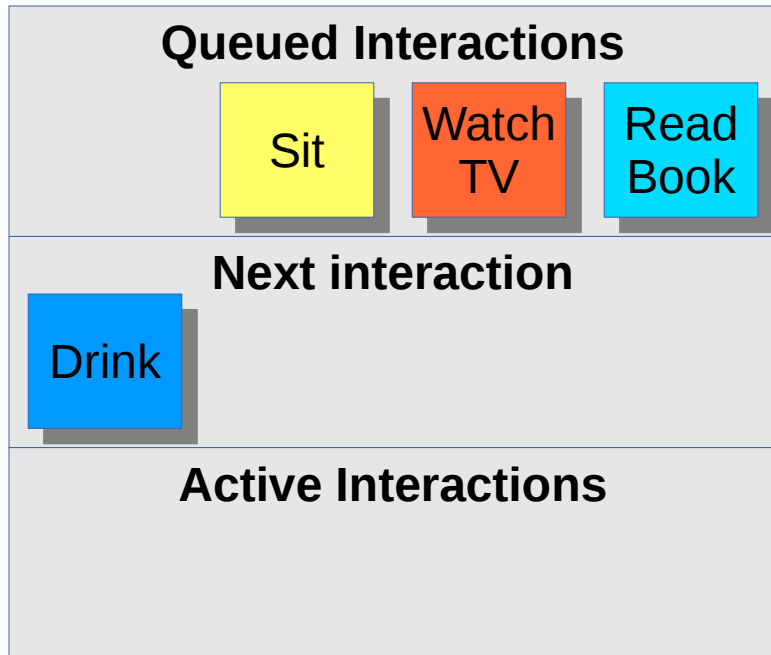 Queued Interactions
Sit
Watch
TV
Read
Book
Next interaction
Drink
Active Interactions